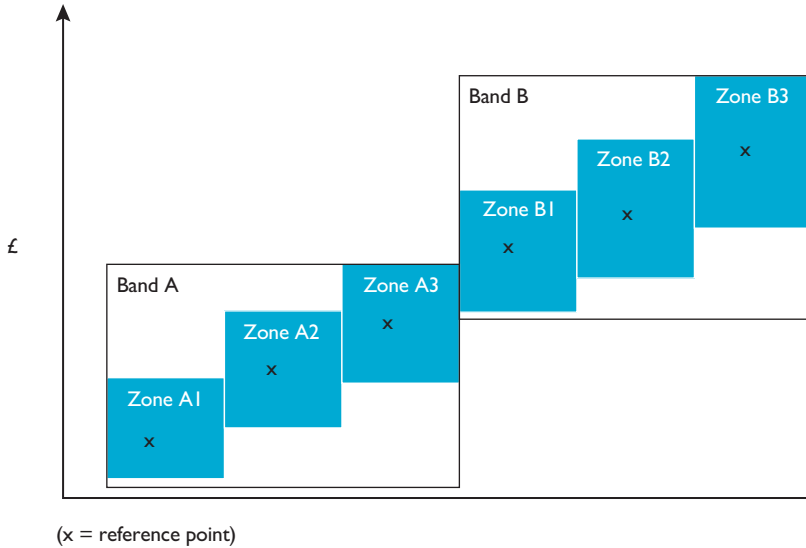 Band B
Zone B3
Zone B2
x
Zone B1
x
x
£
Band A
Zone A3
Zone A2
x
x
Zone A1
x
(x = reference point)